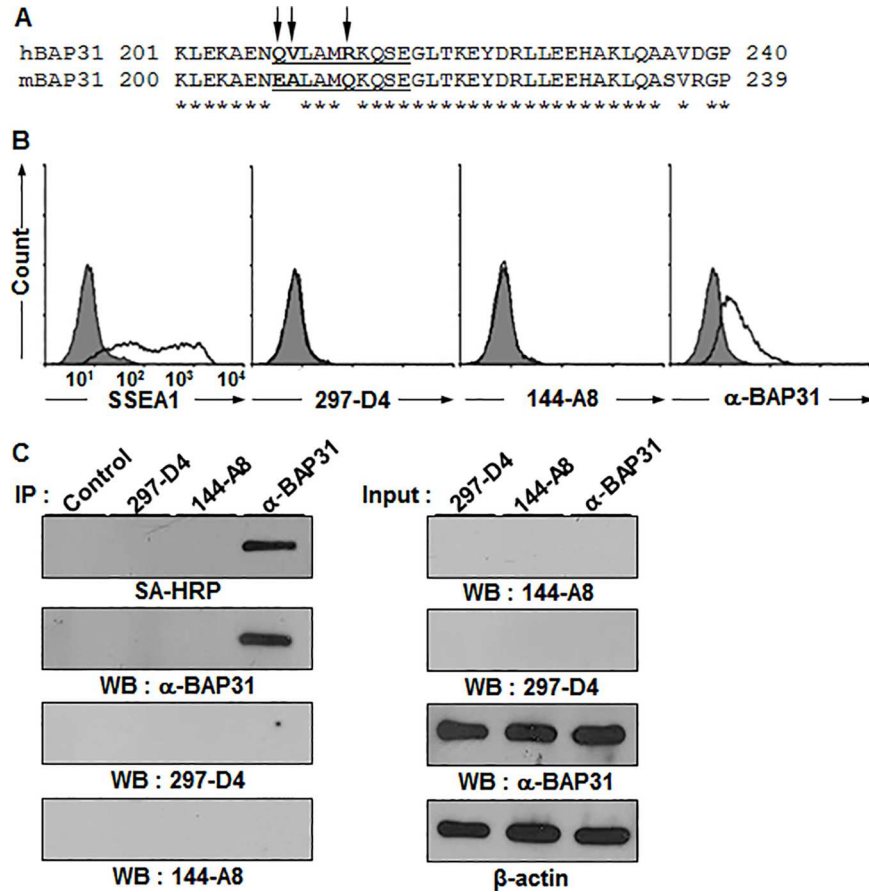 A
hBAP31 201 KLEKAENQVLAMRKQSEGLTKEYDRLLEEHAKLQAAVDGP 240
mBAP31 200 KLEKAENEALAMQKQSEGLTKEYDRLLEEHAKLQASVRGP 239
*******  *** ********************** * **
B
Count
10¹ 10² 10³ 10⁴
SSEA1 297-D4 144-A8 α-BAP31
C
IP : Control 297-D4 144-A8 α-BAP31
SA-HRP
WB : α-BAP31
WB : 297-D4
WB : 144-A8
Input : 297-D4 144-A8 α-BAP31
WB : 144-A8
WB : 297-D4
WB : α-BAP31
β-actin